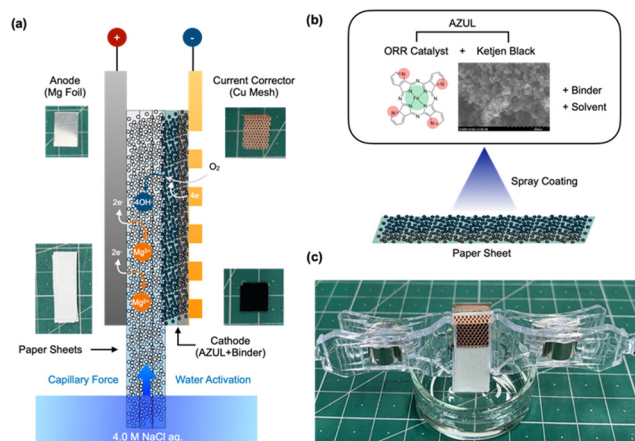 (a)
+
-
Anode
(Mg Foil)
Current Corrector
(Cu Mesh)
O₂
4OH⁻
4e⁻
2e⁻
Mg²⁺
2e⁻
Mg²⁺
Paper Sheets
Cathode
(AZUL+Binder)
Capillary Force
Water Activation
4.0 M NaCl aq.
(b)
AZUL
ORR Catalyst + Ketjen Black
N
N
Fe
N
N
+ Binder
+ Solvent
Spray Coating
Paper Sheet
(c)